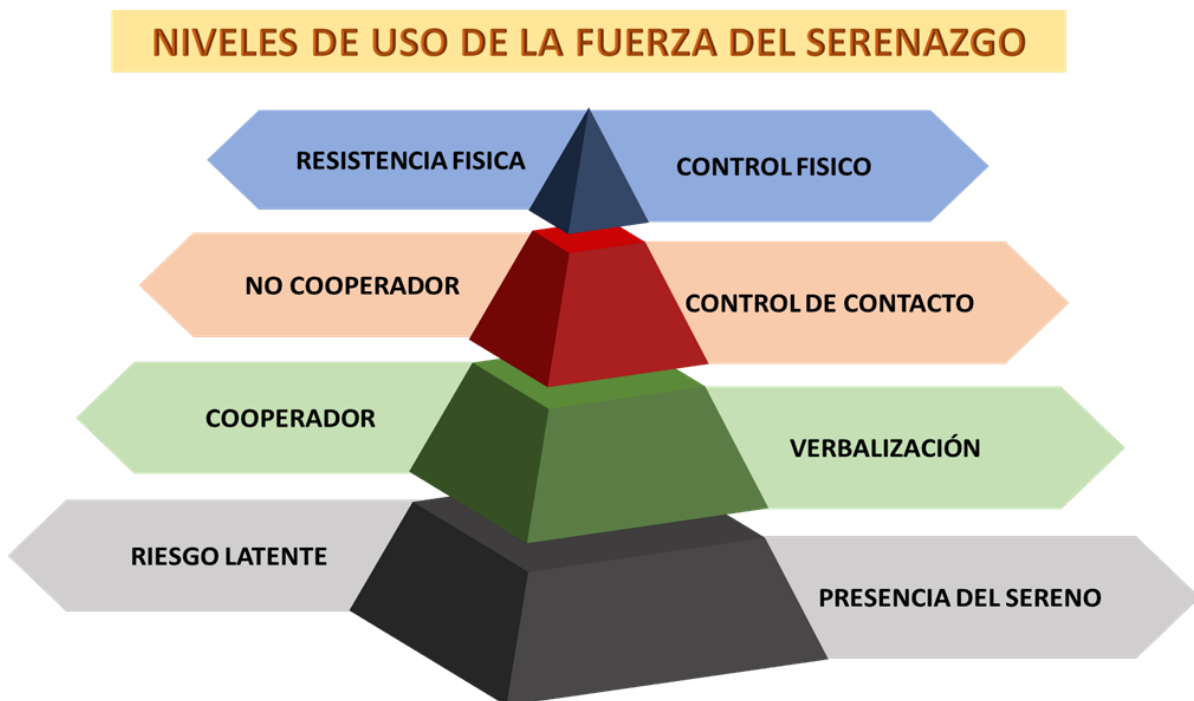 NIVELES DE USO DE LA FUERZA DEL SERENAZGO
RESISTENCIA FISICA
CONTROL FISICO
NO COOPERADOR
CONTROL DE CONTACTO
COOPERADOR
VERBALIZACIÓN
RIESGO LATENTE
PRESENCIA DEL SERENO